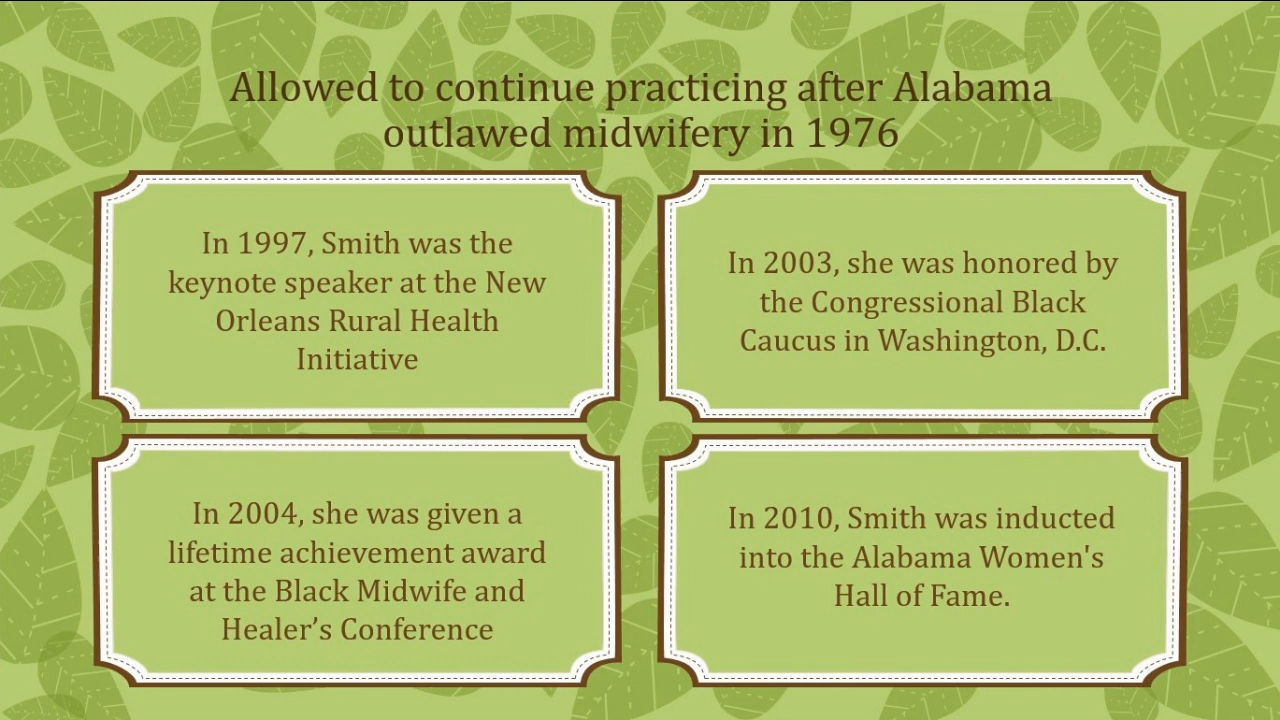 Allowed to continue practicing after Alabama
outlawed midwifery in 1976
In 1997, Smith was the
keynote speaker at the New
Orleans Rural Health
Initiative
In 2003, she was honored by
the Congressional Black
Caucus in Washington, D.C.
In 2004, she was given a
lifetime achievement award
at the Black Midwife and
Healer’s Conference
In 2010, Smith was inducted
into the Alabama Women's
Hall of Fame.